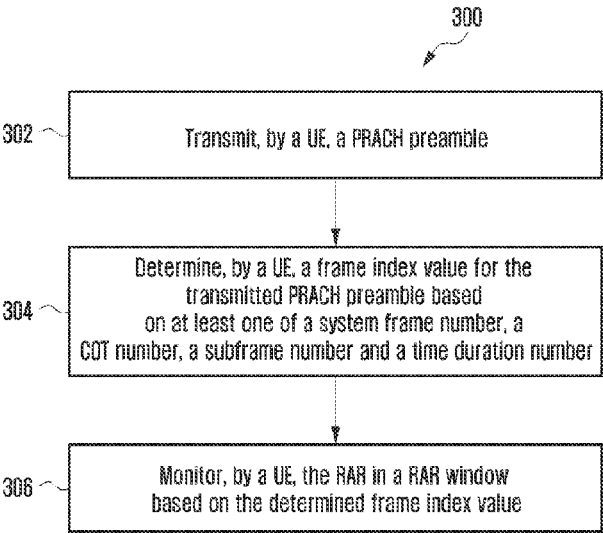 300
302
Transmit, by a UE, a PRACH preamble
304
Determine, by a UE, a frame index value for the
transmitted PRACH preamble based
on at least one of a system frame number, a
COT number, a subframe number and a time duration number
306
Monitor, by a UE, the RAR in a RAR window
based on the determined frame index value